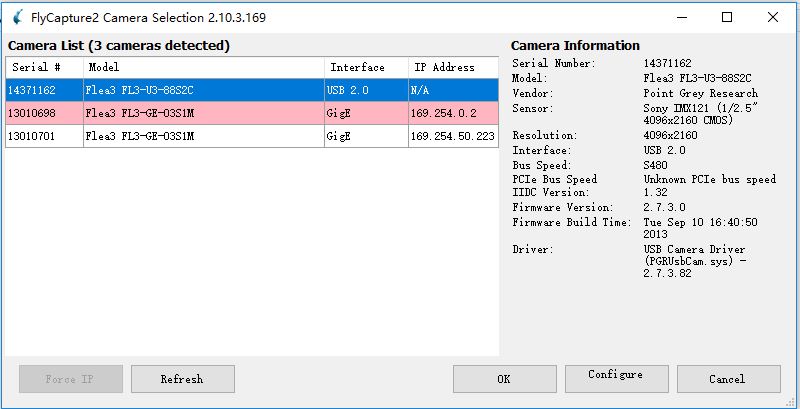 FlyCapture2 Camera Selection 2.10.3.169
Camera List (3 cameras detected)
Serial # Model Interface IP Address
14371162 Flea3 FL3-U3-88S2C USB 2.0 N/A
13010698 Flea3 FL3-GE-03S1M GigE 169.254.0.2
13010701 Flea3 FL3-GE-03S1M GigE 169.254.50.223
Camera Information
Serial Number: 14371162
Model: Flea3 FL3-U3-88S2C
Vendor: Point Grey Research
Sensor: Sony IMX121 (1/2.5"
4096x2160 CMOS)
Resolution: 4096x2160
Interface: USB 2.0
Bus Speed: S480
PCIe Bus Speed Unknown PCIe bus speed
IIDC Version: 1.32
Firmware Version: 2.7.3.0
Firmware Build Time: Tue Sep 10 16:40:50
2013
Driver: USB Camera Driver
(PGRUsbCam.sys) -
2.7.3.82
Force IP Refresh OK Configure Cancel